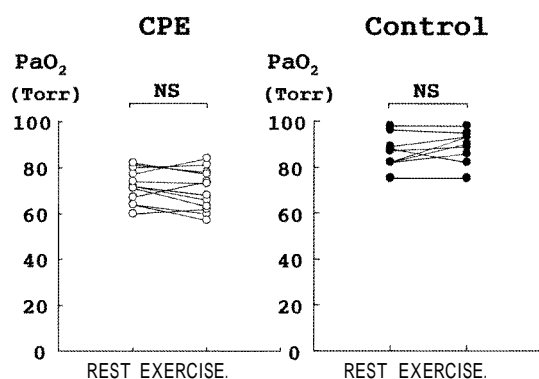 CPE
PaO₂
(Torr)
NS
100
80
60
40
20
0
REST EXERCISE.
Control
PaO₂
(Torr)
NS
100
80
60
40
20
0
REST EXERCISE.